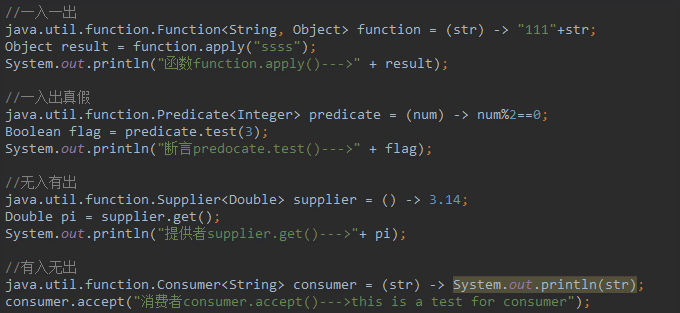 //一入一出
java.util.function.Function<String, Object> function = (str) -> "111"+str;
Object result = function.apply("ssss");
System.out.println("函数function.apply()--->" + result);
//一入出真假
java.util.function.Predicate<Integer> predicate = (num) -> num%2==0;
Boolean flag = predicate.test(3);
System.out.println("断言predocate.test()--->" + flag);
//无入有出
java.util.function.Supplier<Double> supplier = () -> 3.14;
Double pi = supplier.get();
System.out.println("提供者supplier.get()--->"+ pi);
//有入无出
java.util.function.Consumer<String> consumer = (str) -> System.out.println(str);
consumer.accept("消费者consumer.accept()--->this is a test for consumer");